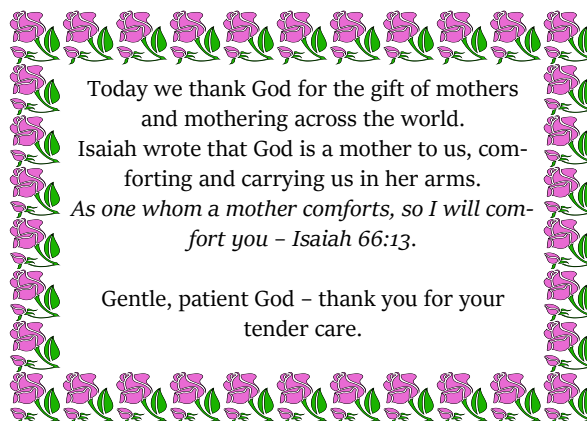 Today we thank God for the gift of mothers
and mothering across the world.
Isaiah wrote that God is a mother to us, com-
forting and carrying us in her arms.
As one whom a mother comforts, so I will com-
fort you – Isaiah 66:13.
Gentle, patient God – thank you for your
tender care.